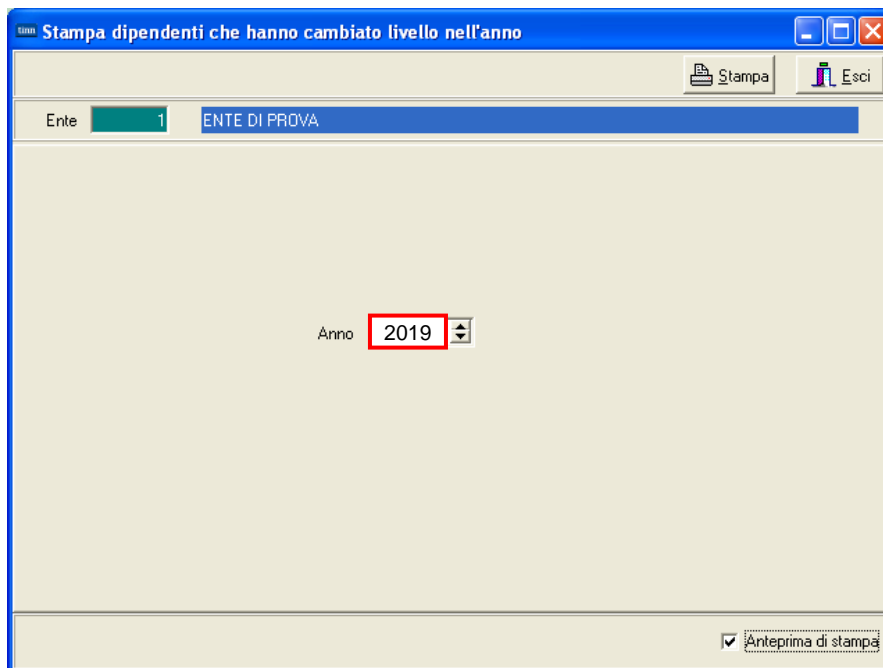 tinn Stampa dipendenti che hanno cambiato livello nell'anno
Stampa Esci
Ente 1 ENTE DI PROVA
Anno 2019
Anteprima di stampa